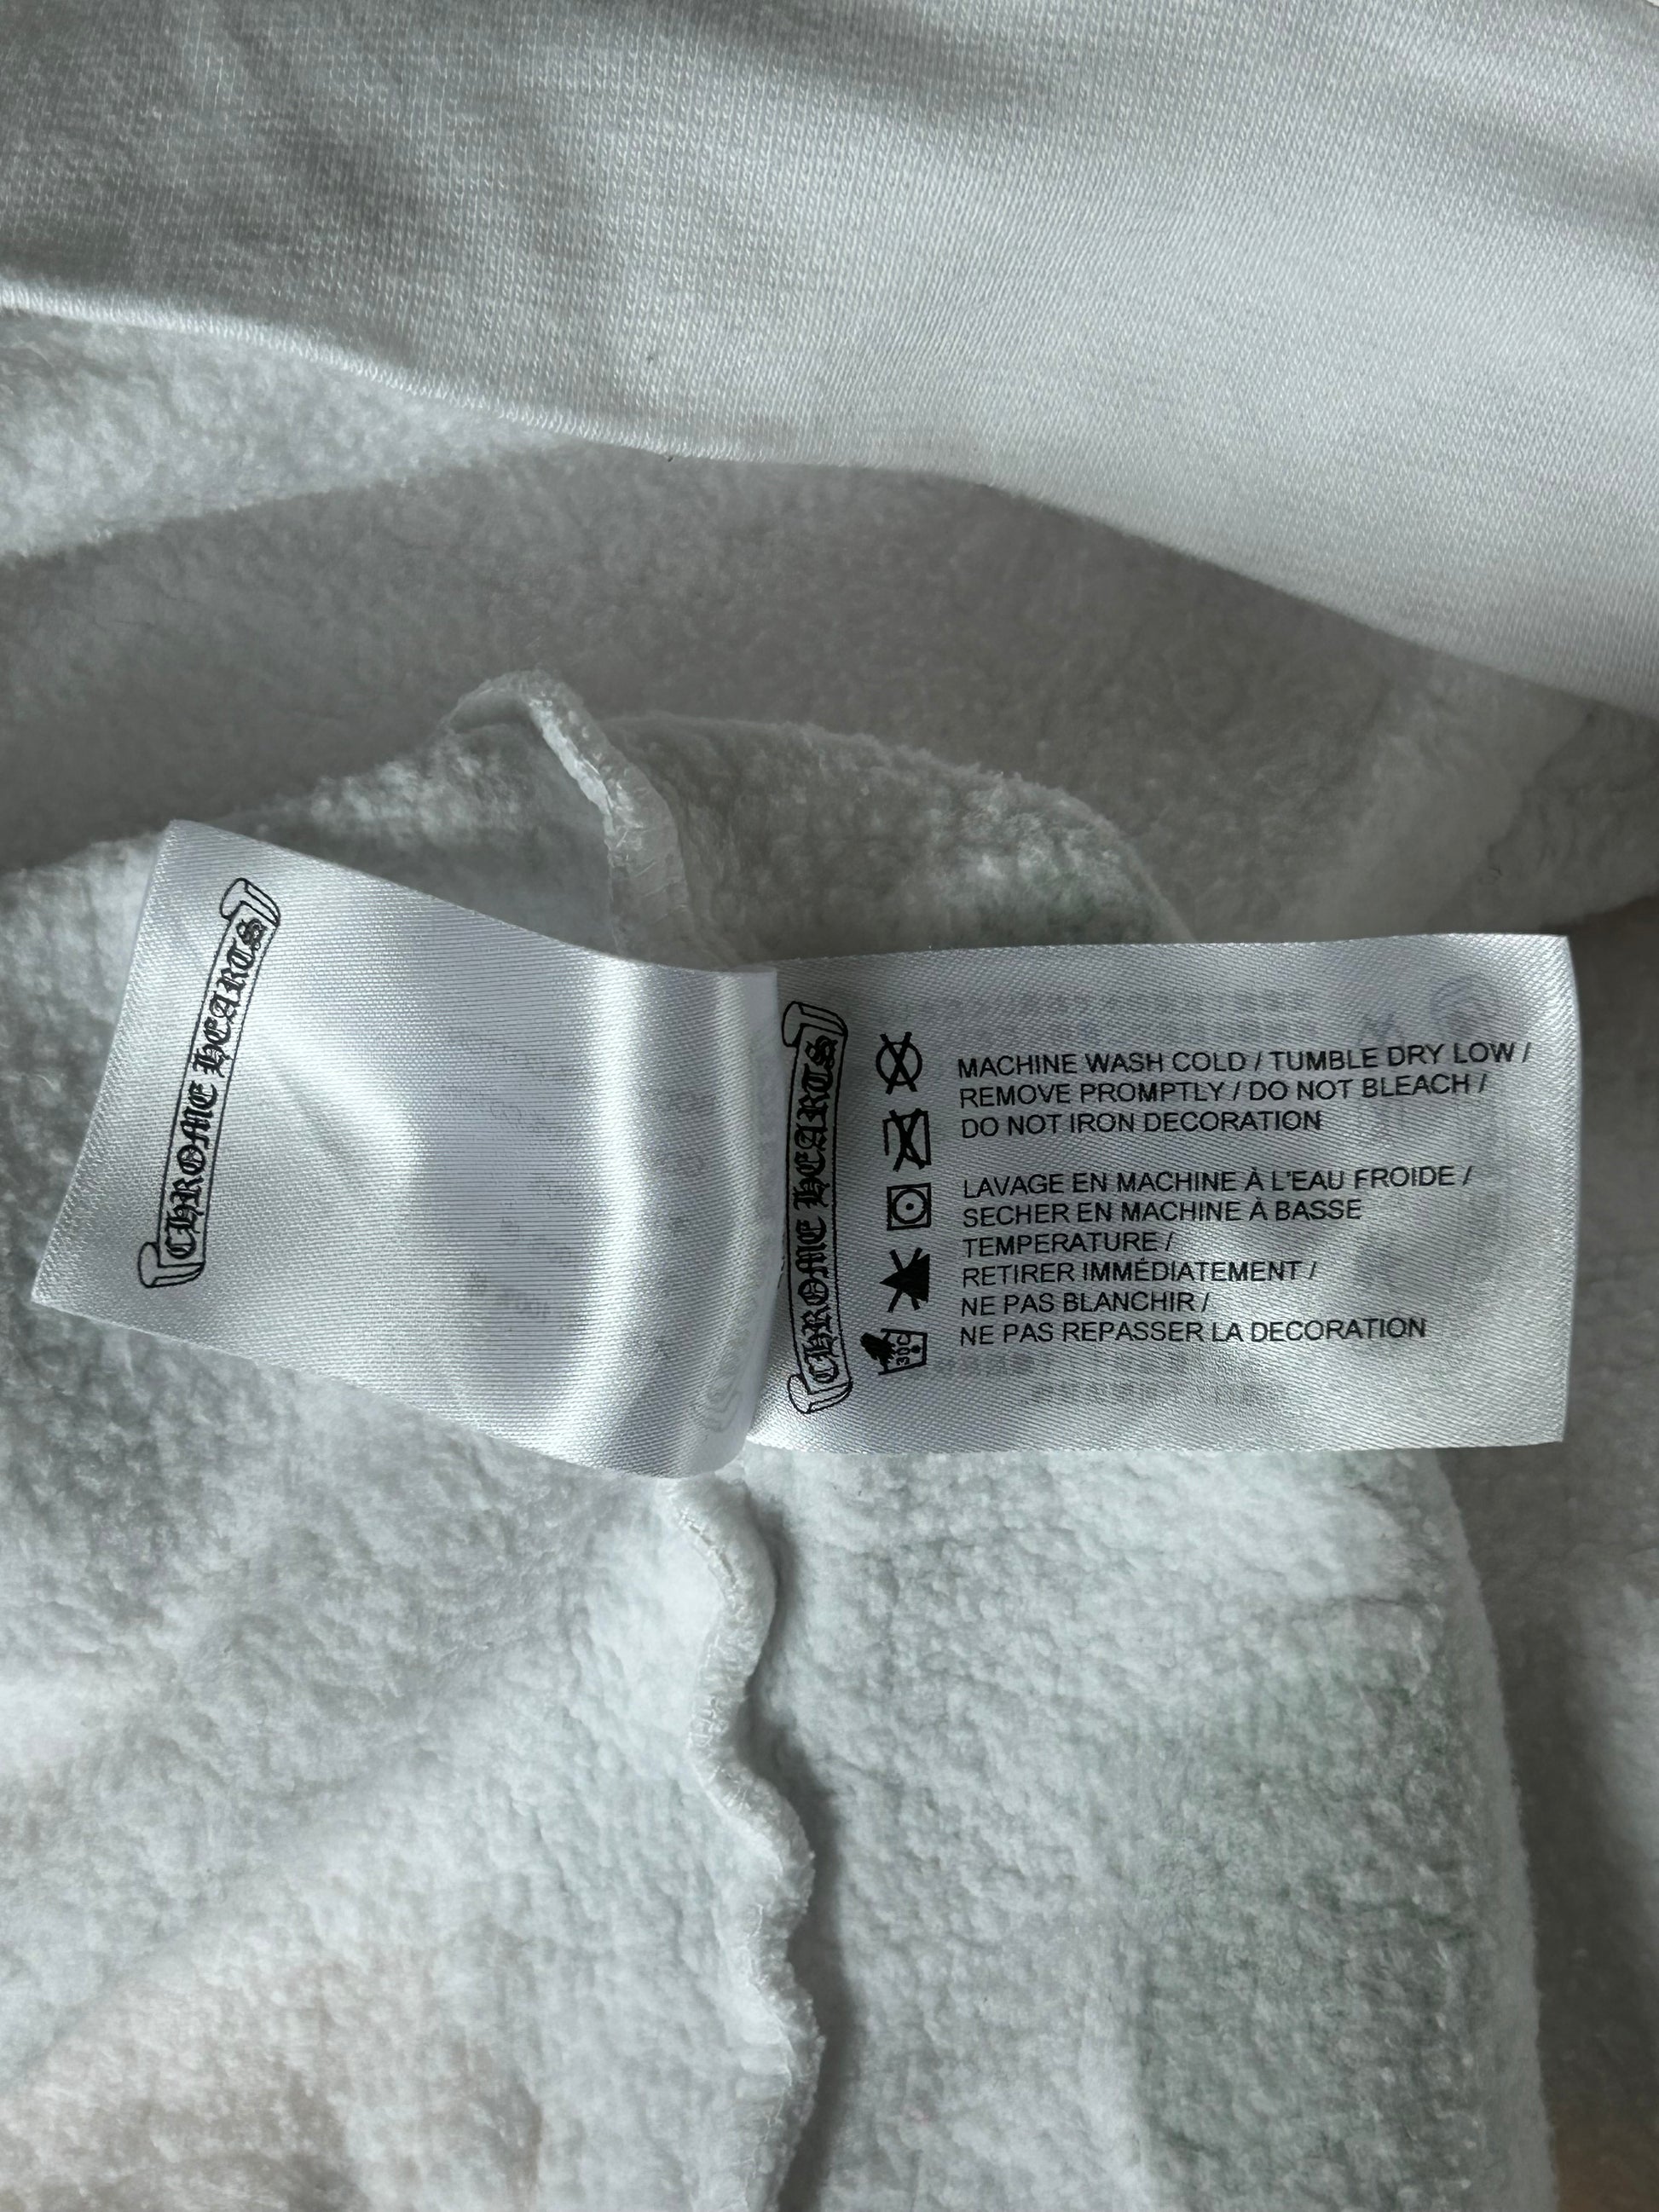 CHROME HEARTS
CHROME HEARTS
MACHINE WASH COLD / TUMBLE DRY LOW /
REMOVE PROMPTLY / DO NOT BLEACH /
DO NOT IRON DECORATION
LAVAGE EN MACHINE À L'EAU FROIDE /
SECHER EN MACHINE À BASSE
TEMPERATURE /
RETIRER IMMÉDIATEMENT /
NE PAS BLANCHIR /
NE PAS REPASSER LA DECORATION
30C